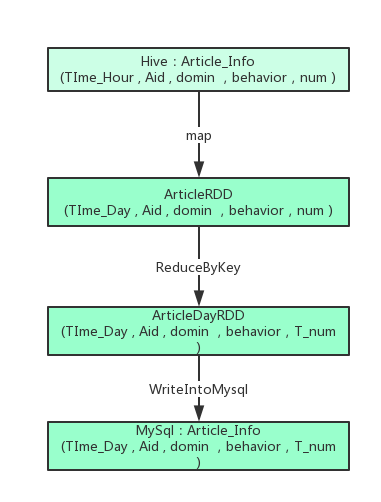 Hive : Article_Info
(TIme_Hour , Aid , domin , behavior , num )
map
ArticleRDD
(TIme_Day , Aid , domin , behavior , num )
ReduceByKey
ArticleDayRDD
(TIme_Day , Aid , domin , behavior , T_num
)
WriteIntoMysql
MySql : Article_Info
(TIme_Day , Aid , domin , behavior , T_num
)